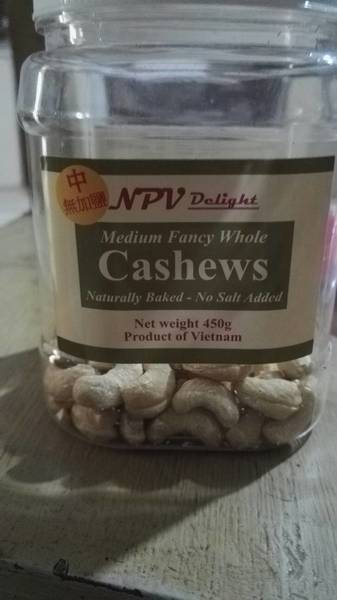 中
無加鹽
NPV Delight
Medium Fancy Whole
Cashews
Naturally Baked - No Salt Added
Net weight 450g
Product of Vietnam